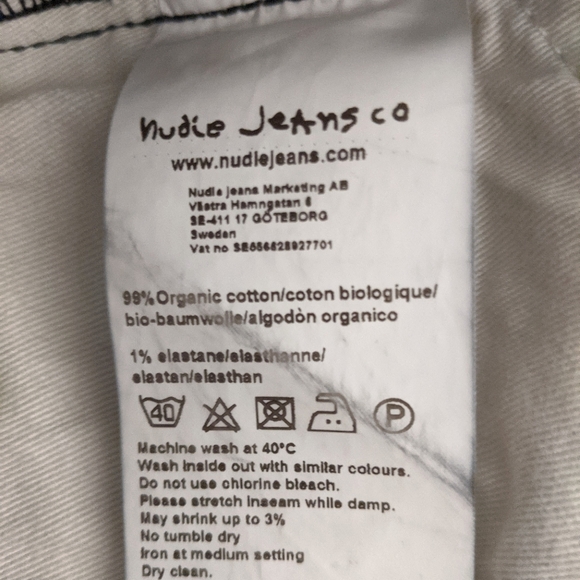 nudie Jeans co
www.nudiejeans.com
Nudie Jeans Marketing AB
Västra Hamngatan 6
SE-411 17 GÖTEBORG
Sweden
Vat no SE556628927701
99% Organic cotton/coton biologique/
bio-baumwolle/algodòn organico
1% elastane/elasthanne/
elastan/elasthan
40 P
Machine wash at 40°C
Wash inside out with similar colours.
Do not use chlorine bleach.
Please stretch inseam while damp.
May shrink up to 3%
No tumble dry
Iron at medium setting
Dry clean.